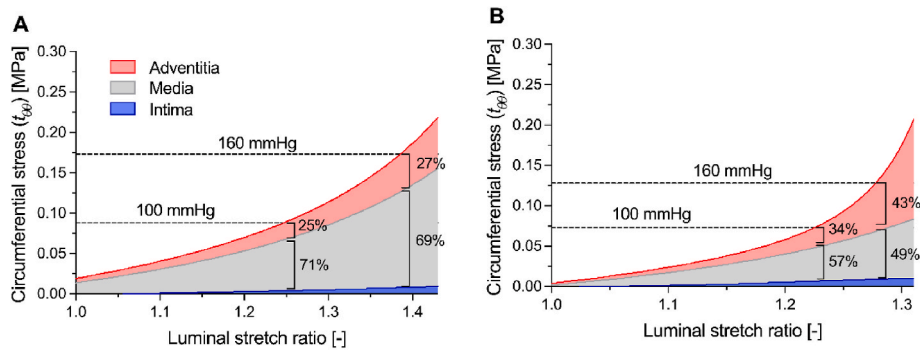 A
Circumferential stress (tθθ) [MPa]
0.30
0.25
0.20
0.15
0.10
0.05
0.00
Adventitia
Media
Intima
160 mmHg
27%
100 mmHg
25%
69%
71%
1.0
1.1
1.2
1.3
1.4
Luminal stretch ratio [-]
B
Circumferential stress (tθθ) [MPa]
0.30
0.25
0.20
0.15
0.10
0.05
0.00
160 mmHg
43%
100 mmHg
34%
57%
49%
1.0
1.1
1.2
1.3
Luminal stretch ratio [-]